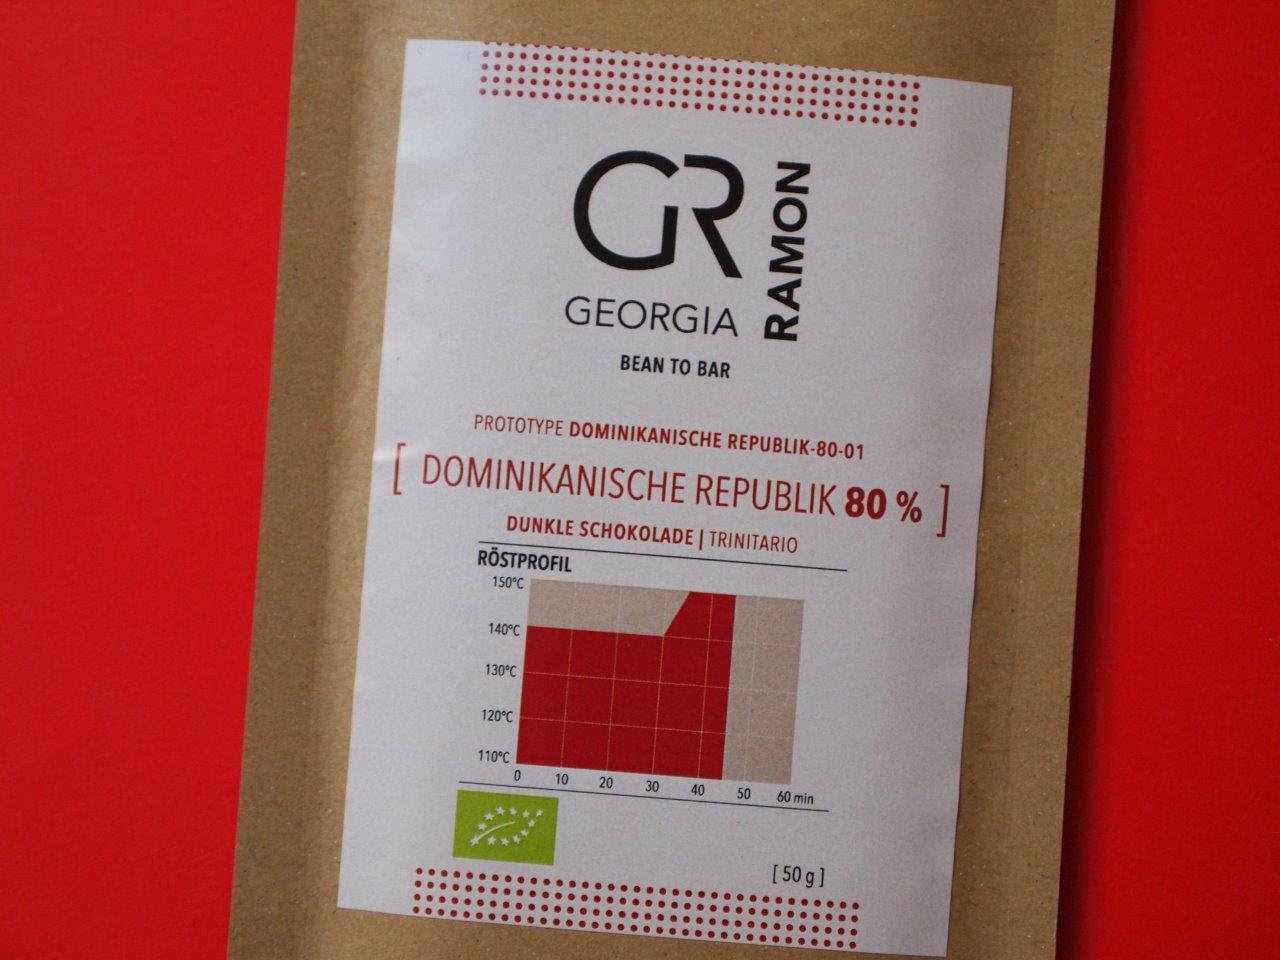 GR
GEORGIA
RAMON
BEAN TO BAR
PROTOTYPE DOMINIKANISCHE REPUBLIK-80-01
[ DOMINIKANISCHE REPUBLIK 80 % ]
DUNKLE SCHOKOLADE | TRINITARIO
RÖSTPROFIL
150°C
140°C
130°C
120°C
110°C
0 10 20 30 40 50 60 min
[ 50 g ]